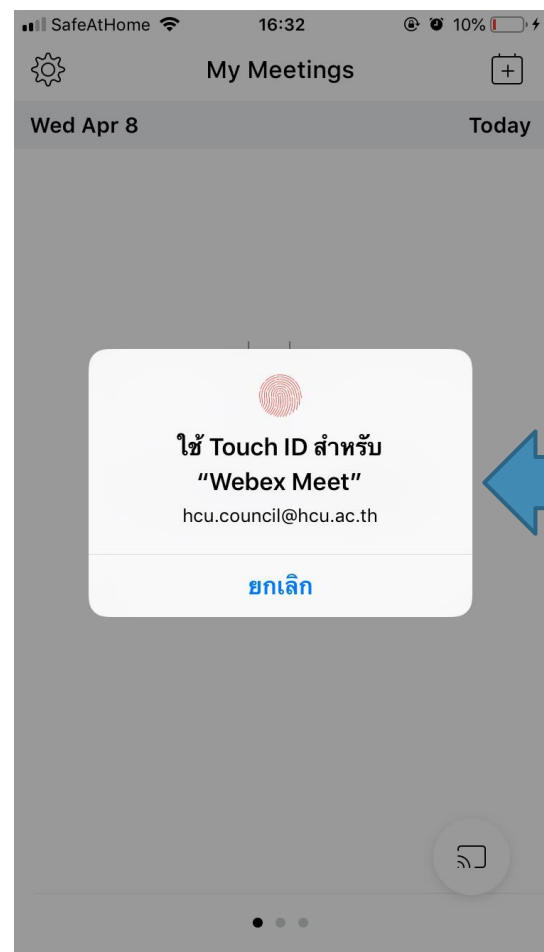 SafeAtHome 16:32 10%
My Meetings
Wed Apr 8 Today
ใช้ Touch ID สำหรับ
“Webex Meet”
hcu.council@hcu.ac.th
ยกเลิก